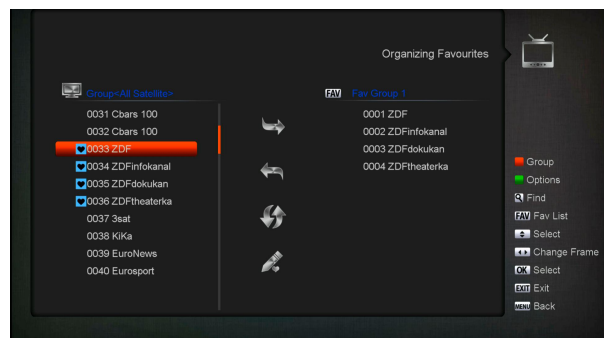 Organizing Favourites
Group<All Satellite>
0031 Cbars 100
0032 Cbars 100
0033 ZDF
0034 ZDFinfokanal
0035 ZDFdokukan
0036 ZDFtheaterka
0037 3sat
0038 KiKa
0039 EuroNews
0040 Eurosport
FAV Fav Group 1
0001 ZDF
0002 ZDFinfokanal
0003 ZDFdokukan
0004 ZDFtheaterka
Group
Options
Find
FAV Fav List
Select
Change Frame
OK Select
EXIT Exit
MENU Back